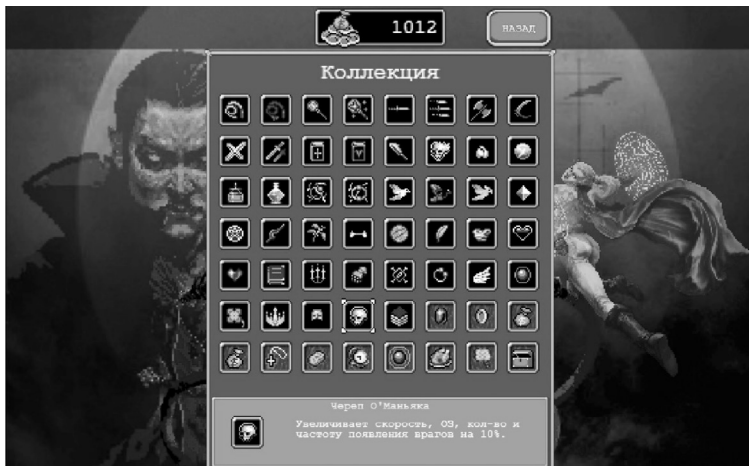 1012
НАЗАД
Коллекция
Череп О'Маньяка
Увеличивает скорость, ОЗ, кол-во и
частоту появления врагов на 10%.